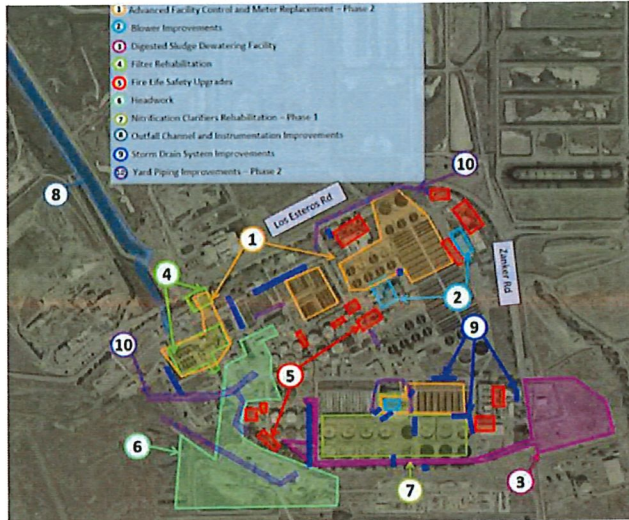 1 Advanced Facility Control and Meter Replacement – Phase 2
2 Blower Improvements
3 Digested Sludge Dewatering Facility
4 Filter Rehabilitation
5 Fire Life Safety Upgrades
6 Headwork
7 Nitrification Clarifiers Rehabilitation – Phase 1
8 Outfall Channel and Instrumentation Improvements
9 Storm Drain System Improvements
10 Yard Piping Improvements – Phase 2
10
8
Los Esteros Rd
1
Zanker Rd
4
2
9
10
5
6
7
3